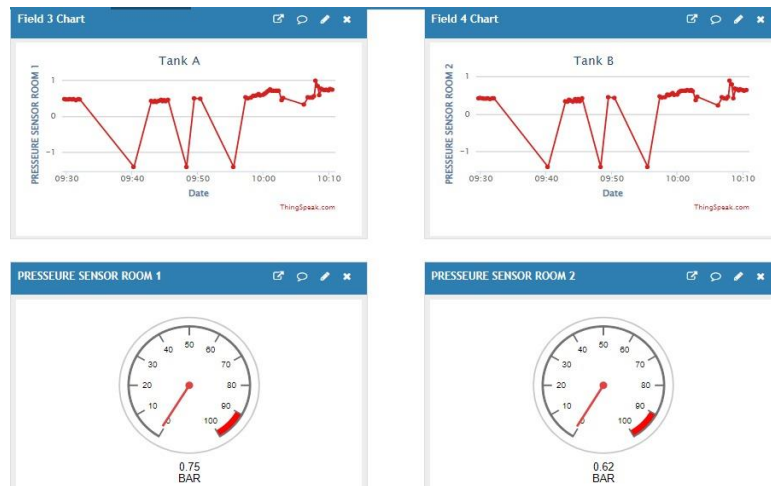 Field 3 Chart
Tank A
PRESSEURE SENSOR ROOM 1
1
0
-1
09:30 09:40 09:50 10:00 10:10
Date
ThingSpeak.com
Field 4 Chart
Tank B
PRESSEURE SENSOR ROOM 2
1
0
-1
09:30 09:40 09:50 10:00 10:10
Date
ThingSpeak.com
PRESSEURE SENSOR ROOM 1
0 10 20 30 40 50 60 70 80 90 100
0.75
BAR
PRESSEURE SENSOR ROOM 2
0 10 20 30 40 50 60 70 80 90 100
0.62
BAR